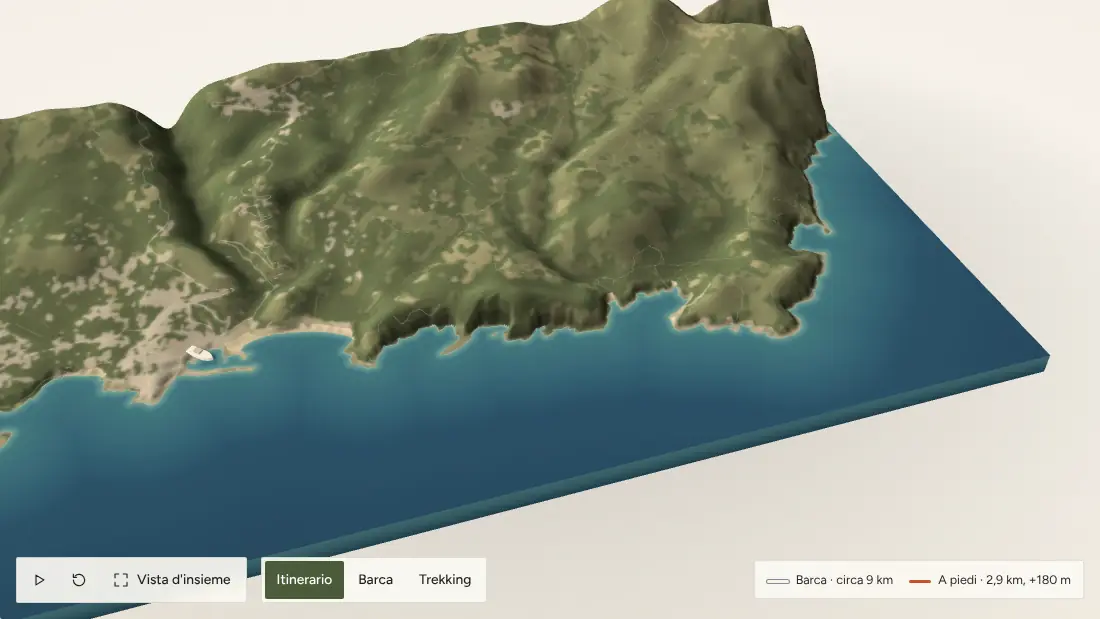 Vista d'insieme
Itinerario
Barca
Trekking
Barca · circa 9 km
A piedi · 2,9 km, +180 m